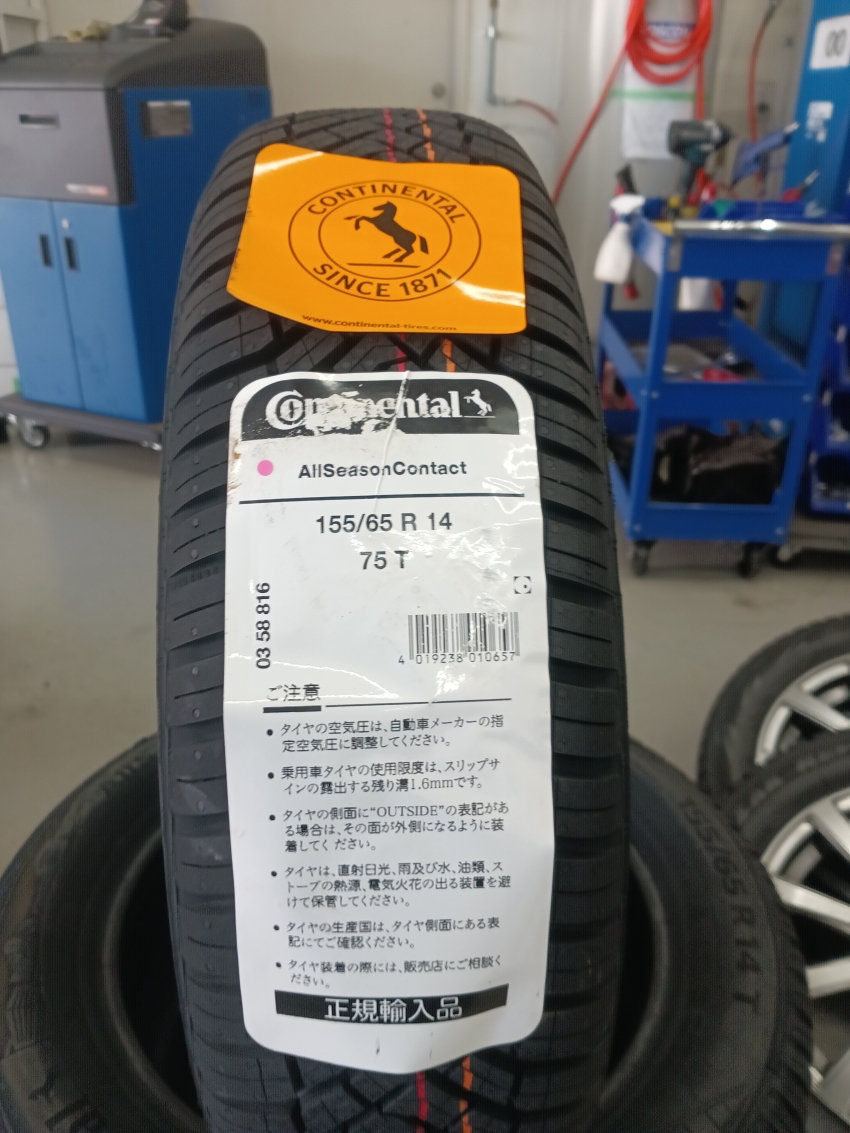 CONTINENTAL
SINCE 1871
www.continental-tires.com
Continental
AllSeasonContact
155/65 R 14
75 T
03 58 816
4 019238 010657
ご注意
● タイヤの空気圧は、自動車メーカーの指
定空気圧に調整してください。
● 乗用車タイヤの使用限度は、スリップサ
インの露出する残り溝1.6mmです。
● タイヤの側面に“OUTSIDE”の表記があ
る場合は、その面が外側になるように装
着してください。
● タイヤは、直射日光、雨及び水、油類、ス
トーブの熱源、電気火花の出る装置を避
けて保管してください。
● タイヤの生産国は、タイヤ側面にある表
記にてご確認ください。
● タイヤ装着の際には、販売店にご相談く
ださい。
正規輸入品
155/65 R 14 T
00